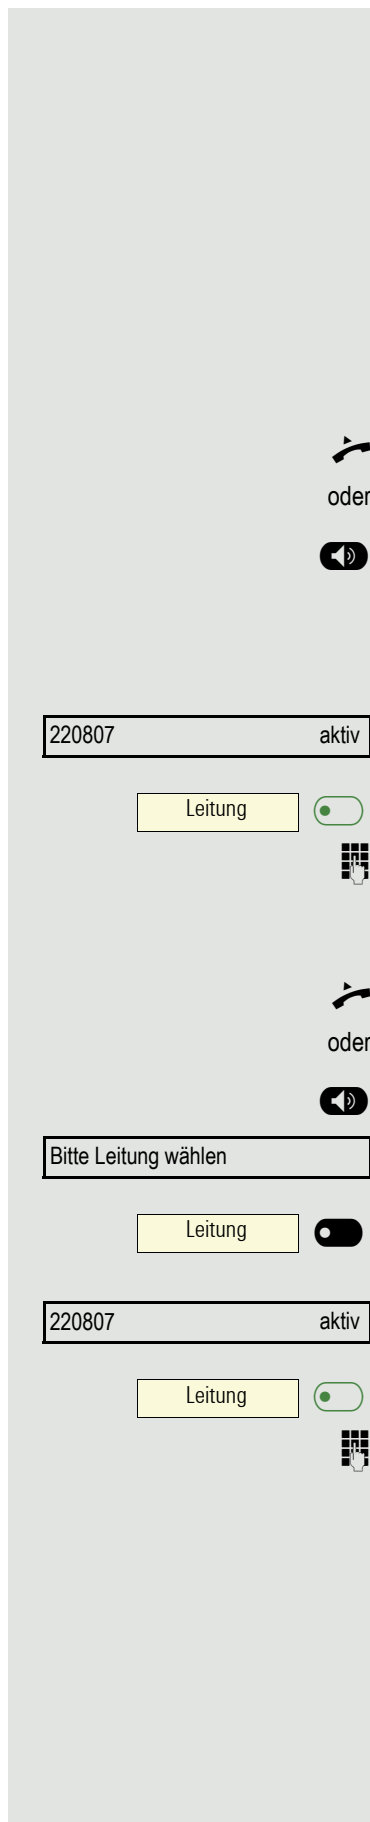 oder
220807 aktiv
Leitung
oder
Bitte Leitung wählen
Leitung
220807 aktiv
Leitung